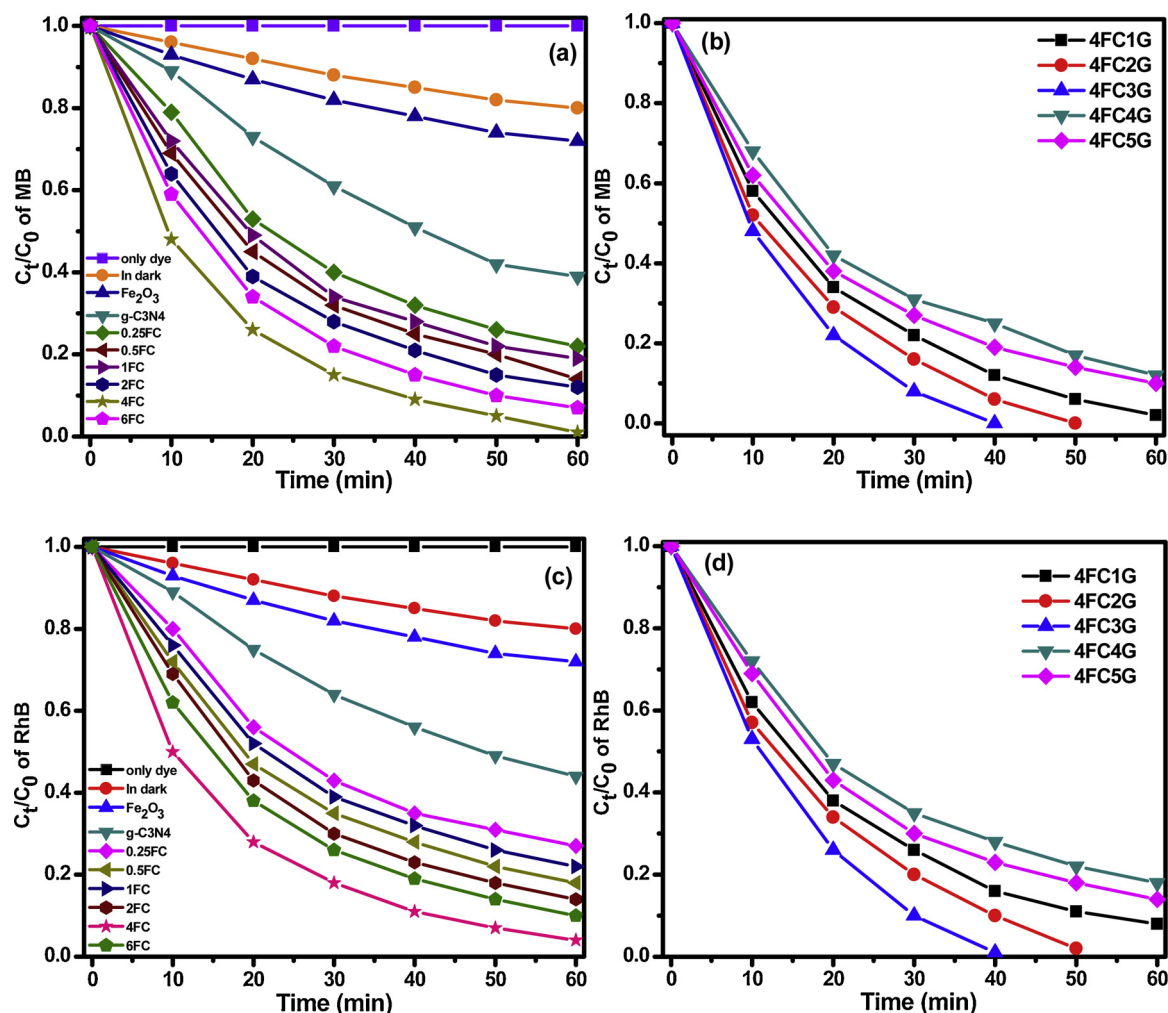 (a)
1.0
0.8
0.6
0.4
0.2
0.0
Ct/C0 of MB
only dye
In dark
Fe2O3
g-C3N4
0.25FC
0.5FC
1FC
2FC
4FC
6FC
0 10 20 30 40 50 60
Time (min)
(b)
1.0
0.8
0.6
0.4
0.2
0.0
Ct/C0 of MB
4FC1G
4FC2G
4FC3G
4FC4G
4FC5G
0 10 20 30 40 50 60
Time (min)
(c)
1.0
0.8
0.6
0.4
0.2
0.0
Ct/C0 of RhB
only dye
In dark
Fe2O3
g-C3N4
0.25FC
0.5FC
1FC
2FC
4FC
6FC
0 10 20 30 40 50 60
Time (min)
(d)
1.0
0.8
0.6
0.4
0.2
0.0
Ct/C0 of RhB
4FC1G
4FC2G
4FC3G
4FC4G
4FC5G
0 10 20 30 40 50 60
Time (min)